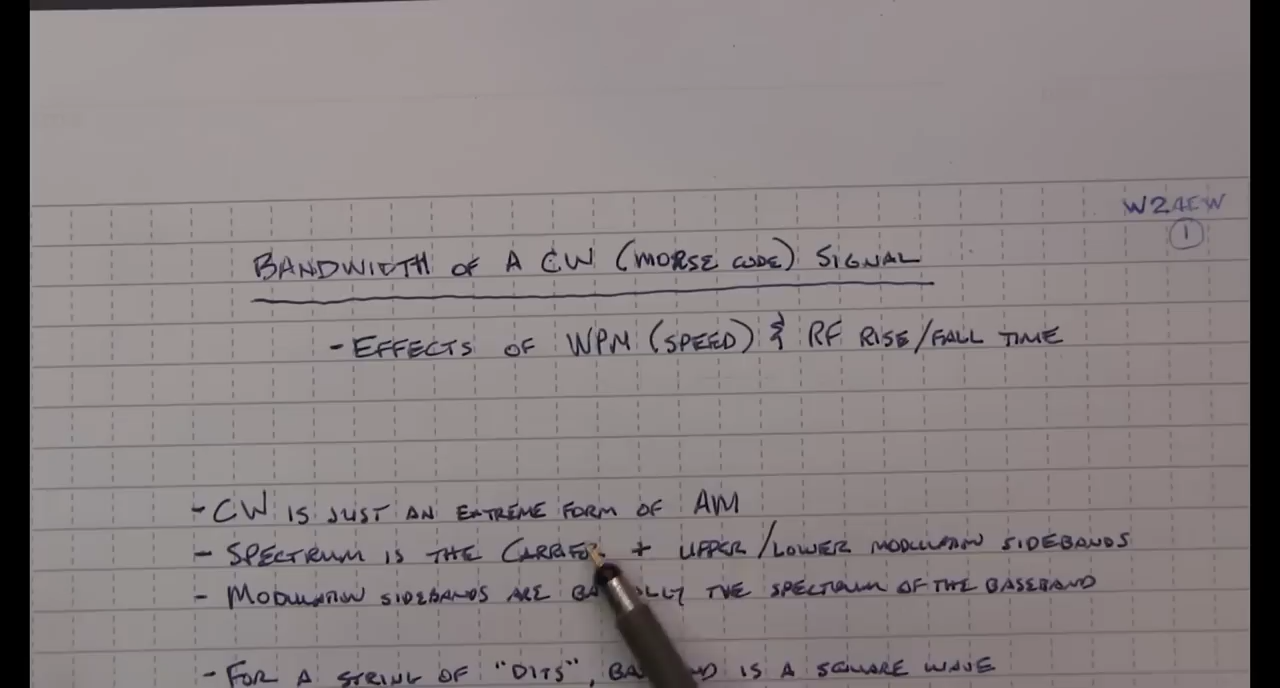 W2AEW
1
BANDWIDTH OF A CW (MORSE CODE) SIGNAL
- EFFECTS OF WPM (SPEED) & RF RISE/FALL TIME
- CW IS JUST AN EXTREME FORM OF AM
- SPECTRUM IS THE CARRIER + UPPER/LOWER MODULATION SIDEBANDS
- MODULATION SIDEBANDS ARE THE SPECTRUM OF THE BASEBAND
- FOR A STRING OF "DITS", IS A SQUARE WAVE